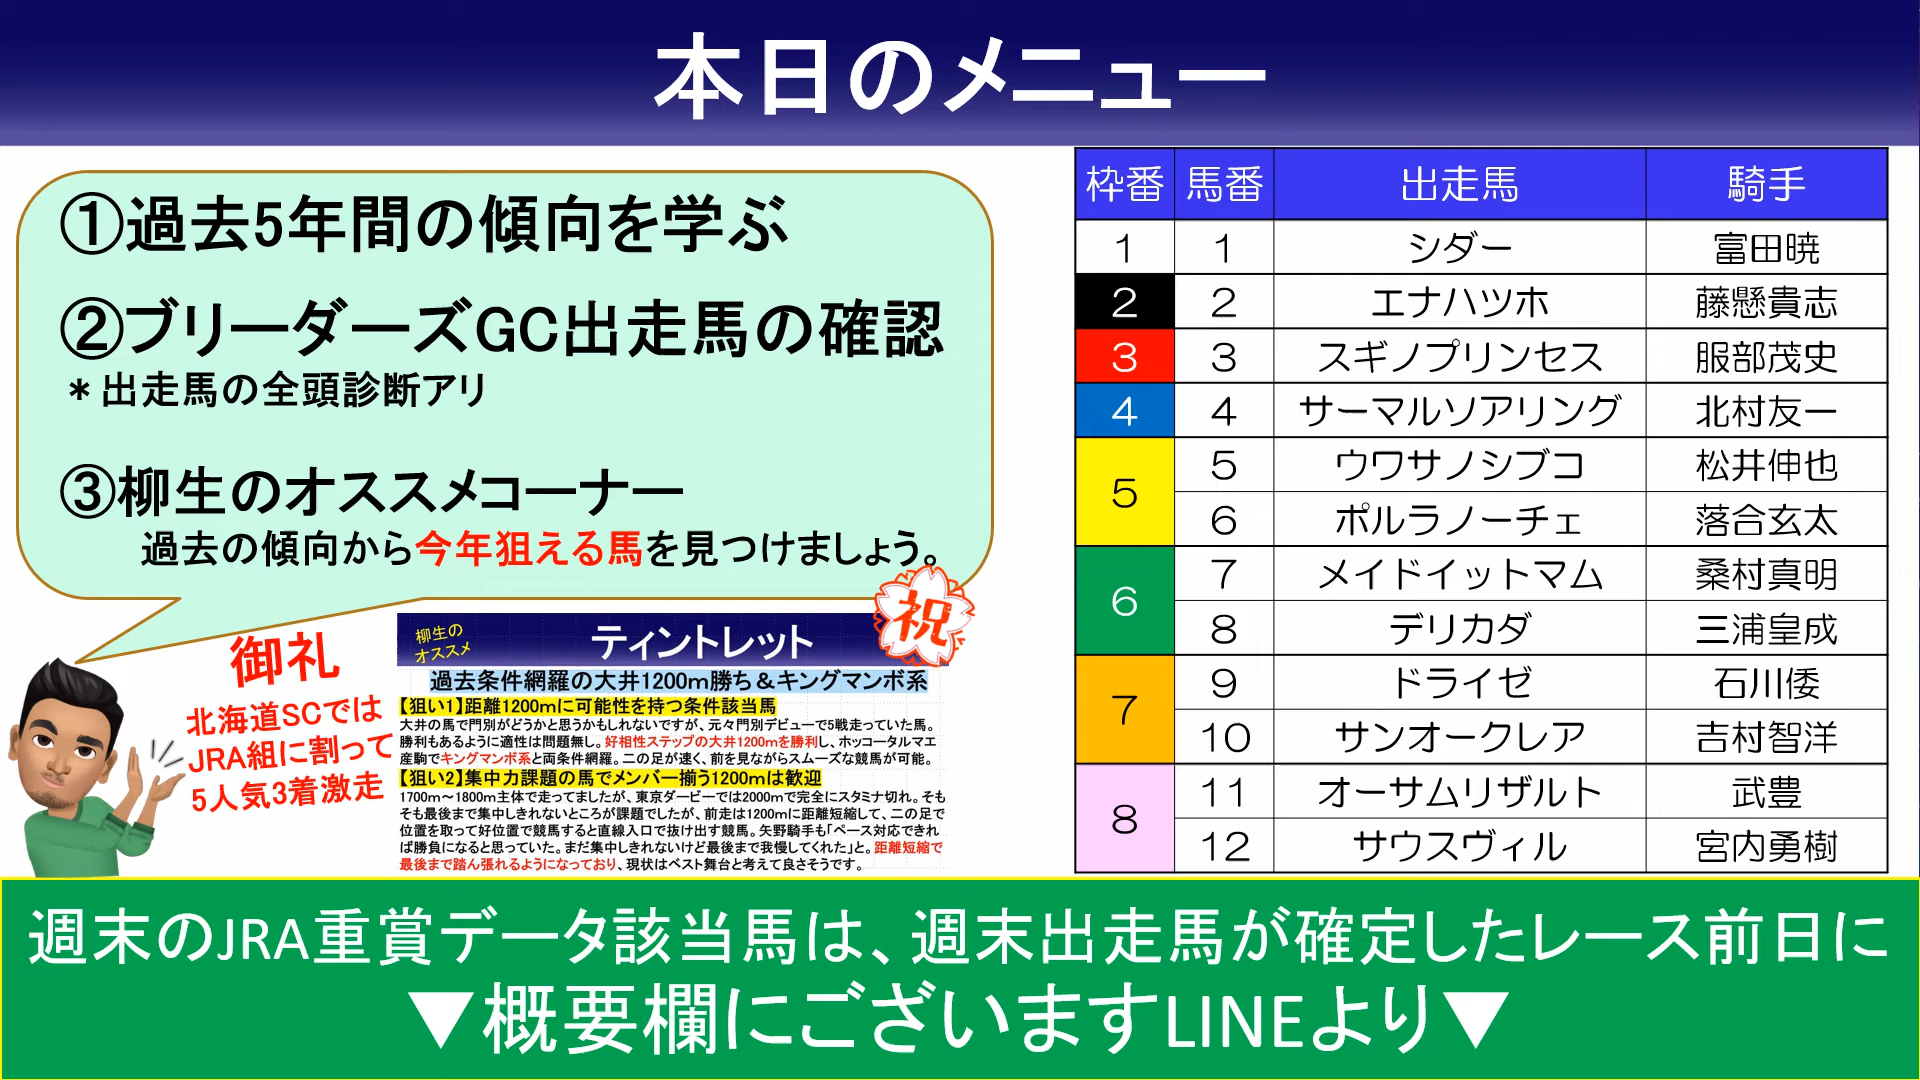 本日のメニュー
①過去5年間の傾向を学ぶ
②ブリーダーズGC出走馬の確認
＊出走馬の全頭診断アリ
③柳生のオススメコーナー
過去の傾向から今年狙える馬を見つけましょう。
御礼
北海道SCでは
JRA組に割って
5人気3着激走
柳生の
オススメ
ティントレット
祝
過去条件網羅の大井1200m勝ち＆キングマンボ系
【狙い1】距離1200mに可能性を持つ条件該当馬
大井の馬で門別がどうかと思うかもしれないですが、元々門別デビューで5戦走っていた馬。
勝利もあるように適性は問題無し。好相性ステップの大井1200mを勝利し、ホッコータルマエ
産駒でキングマンボ系と両条件網羅。二の足が速く、前を見ながらスムーズな競馬が可能。
【狙い2】集中力課題の馬でメンバー揃う1200mは歓迎
1700m～1800m主体で走ってましたが、東京ダービーでは2000mで完全にスタミナ切れ。そも
そも最後まで集中しきれないところが課題でしたが、前走は1200mに距離短縮して、二の足で
位置を取って好位置で競馬すると直線入口で抜け出す競馬。矢野騎手も「ペース対応できれ
ば勝負になると思っていた。まだ集中しきれないけど最後まで我慢してくれた」と。距離短縮で
最後まで踏ん張れるようになっており、現状はベスト舞台と考えて良さそうです。
枠番 馬番 出走馬 騎手
1 1 シダー 富田暁
2 2 エナハツホ 藤懸貴志
3 3 スギノプリンセス 服部茂史
4 4 サーマルソアリング 北村友一
5 5 ウワサノシブコ 松井伸也
6 ポルラノーチェ 落合玄太
6 7 メイドイットマム 桑村真明
8 デリカダ 三浦皇成
7 9 ドライゼ 石川倭
10 サンオークレア 吉村智洋
8 11 オーサムリザルト 武豊
12 サウスヴィル 宮内勇樹
週末のJRA重賞データ該当馬は、週末出走馬が確定したレース前日に
▼概要欄にございますLINEより▼